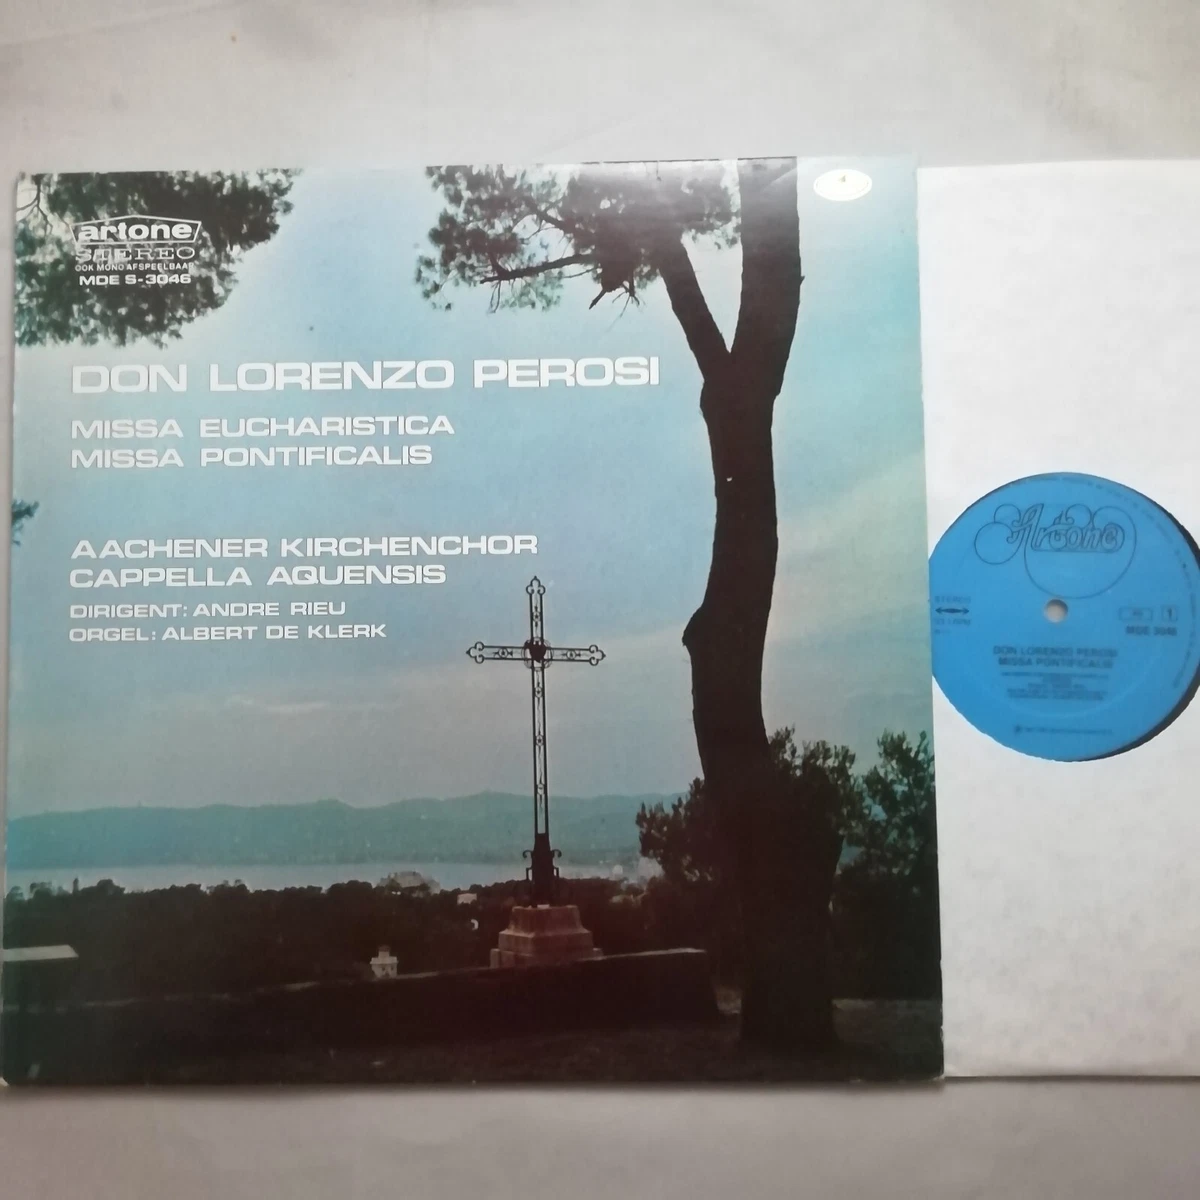 artone
STEREO
OOK MONO AFSPEELBAAR
MDE S-3046
DON LORENZO PEROSI
MISSA EUCHARISTICA
MISSA PONTIFICALIS
AACHENER KIRCHENCHOR
CAPPELLA AQUENSIS
DIRIGENT: ANDRE RIEU
ORGEL: ALBERT DE KLERK
Artone
STEREO
1
MDE 3046
DON LORENZO PEROSI
MISSA PONTIFICALIS